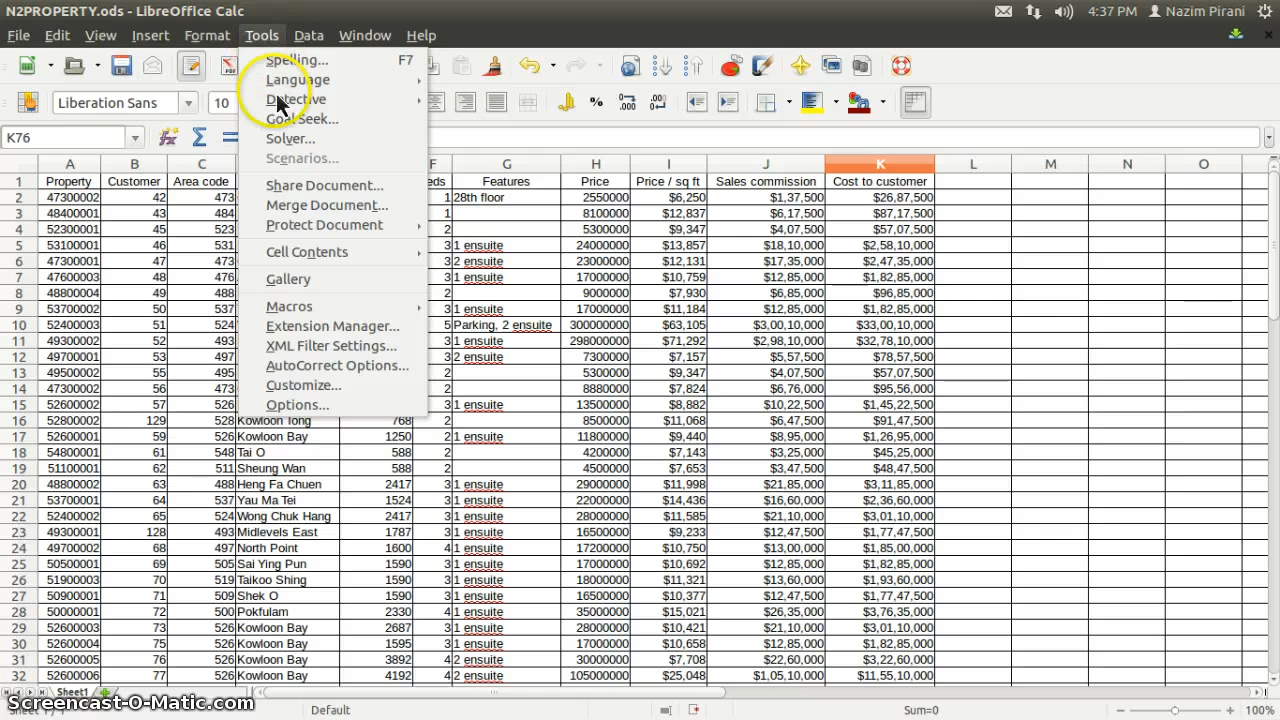 N2PROPERTY.ods - LibreOffice Calc 4:37 PM Nazim Pirani
File Edit View Insert Format Tools Data Window Help
Liberation Sans 10
K76
Spelling... F7
Language
Detective
Goal Seek...
Solver...
Scenarios...
Share Document...
Merge Document...
Protect Document
Cell Contents
Gallery
Macros
Extension Manager...
XML Filter Settings...
AutoCorrect Options...
Customize...
Options...
A B C F G H I J K L M N O
1 Property Customer Area code eds Features Price Price / sq ft Sales commission Cost to customer
2 47300002 42 473 1 28th floor 2550000 $6,250 $1,37,500 $26,87,500
3 48400001 43 484 1 8100000 $12,837 $6,17,500 $87,17,500
4 52300001 45 523 2 5300000 $9,347 $4,07,500 $57,07,500
5 53100001 46 531 3 1 ensuite 24000000 $13,857 $18,10,000 $2,58,10,000
6 47300001 47 473 3 2 ensuite 23000000 $12,131 $17,35,000 $2,47,35,000
7 47600003 48 476 3 1 ensuite 17000000 $10,759 $12,85,000 $1,82,85,000
8 48800004 49 488 2 9000000 $7,930 $6,85,000 $96,85,000
9 53700002 50 537 3 1 ensuite 17000000 $11,184 $12,85,000 $1,82,85,000
10 52400003 51 524 5 Parking, 2 ensuite 300000000 $63,105 $3,00,10,000 $33,00,10,000
11 49300002 52 493 3 1 ensuite 298000000 $71,292 $2,98,10,000 $32,78,10,000
12 49700001 53 497 3 2 ensuite 7300000 $7,157 $5,57,500 $78,57,500
13 49500002 55 495 2 5300000 $9,347 $4,07,500 $57,07,500
14 47300002 56 473 2 8880000 $7,824 $6,76,000 $95,56,000
15 52600002 57 526 3 1 ensuite 13500000 $8,882 $10,22,500 $1,45,22,500
16 52800002 129 528 Kowloon Tong 768 2 8500000 $11,068 $6,47,500 $91,47,500
17 52600001 59 526 Kowloon Bay 1250 2 1 ensuite 11800000 $9,440 $8,95,000 $1,26,95,000
18 54800001 61 548 Tai O 588 2 4200000 $7,143 $3,25,000 $45,25,000
19 51100001 62 511 Sheung Wan 588 2 4500000 $7,653 $3,47,500 $48,47,500
20 48800002 63 488 Heng Fa Chuen 2417 3 1 ensuite 29000000 $11,998 $21,85,000 $3,11,85,000
21 53700001 64 537 Yau Ma Tei 1524 3 1 ensuite 22000000 $14,436 $16,60,000 $2,36,60,000
22 52400002 65 524 Wong Chuk Hang 2417 3 1 ensuite 28000000 $11,585 $21,10,000 $3,01,10,000
23 49300001 128 493 Midlevels East 1787 3 1 ensuite 16500000 $9,233 $12,47,500 $1,77,47,500
24 49700002 68 497 North Point 1600 4 1 ensuite 17200000 $10,750 $13,00,000 $1,85,00,000
25 50500001 69 505 Sai Ying Pun 1590 3 1 ensuite 17000000 $10,692 $12,85,000 $1,82,85,000
26 51900003 70 519 Taikoo Shing 1590 3 1 ensuite 18000000 $11,321 $13,60,000 $1,93,60,000
27 50900001 71 509 Shek O 1590 3 1 ensuite 16500000 $10,377 $12,47,500 $1,77,47,500
28 50000001 72 500 Pokfulam 2330 4 1 ensuite 35000000 $15,021 $26,35,000 $3,76,35,000
29 52600003 73 526 Kowloon Bay 2687 3 1 ensuite 28000000 $10,421 $21,10,000 $3,01,10,000
30 52600004 75 526 Kowloon Bay 1595 3 1 ensuite 17000000 $10,658 $12,85,000 $1,82,85,000
31 52600005 76 526 Kowloon Bay 3892 4 2 ensuite 30000000 $7,708 $22,60,000 $3,22,60,000
32 52600006 77 526 Kowloon Bay 4192 4 2 ensuite 105000000 $25,048 $1,05,10,000 $11,55,10,000
Sheet1
Screencast-O-Matic.com
Default Sum=0 100%